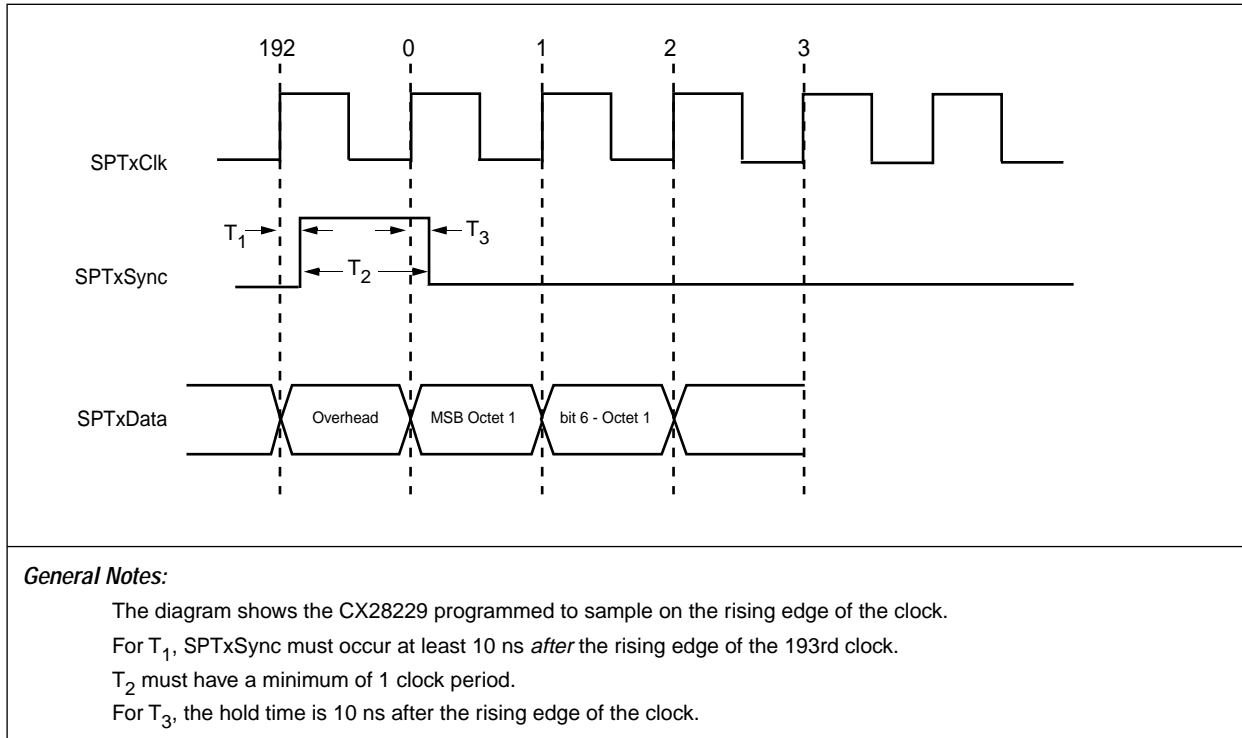 192 0 1 2 3
SPTxClk
T1 T3
T2
SPTxSync
SPTxData Overhead MSB Octet 1 bit 6 - Octet 1
General Notes:
The diagram shows the CX28229 programmed to sample on the rising edge of the clock.
For T1, SPTxSync must occur at least 10 ns after the rising edge of the 193rd clock.
T2 must have a minimum of 1 clock period.
For T3, the hold time is 10 ns after the rising edge of the clock.